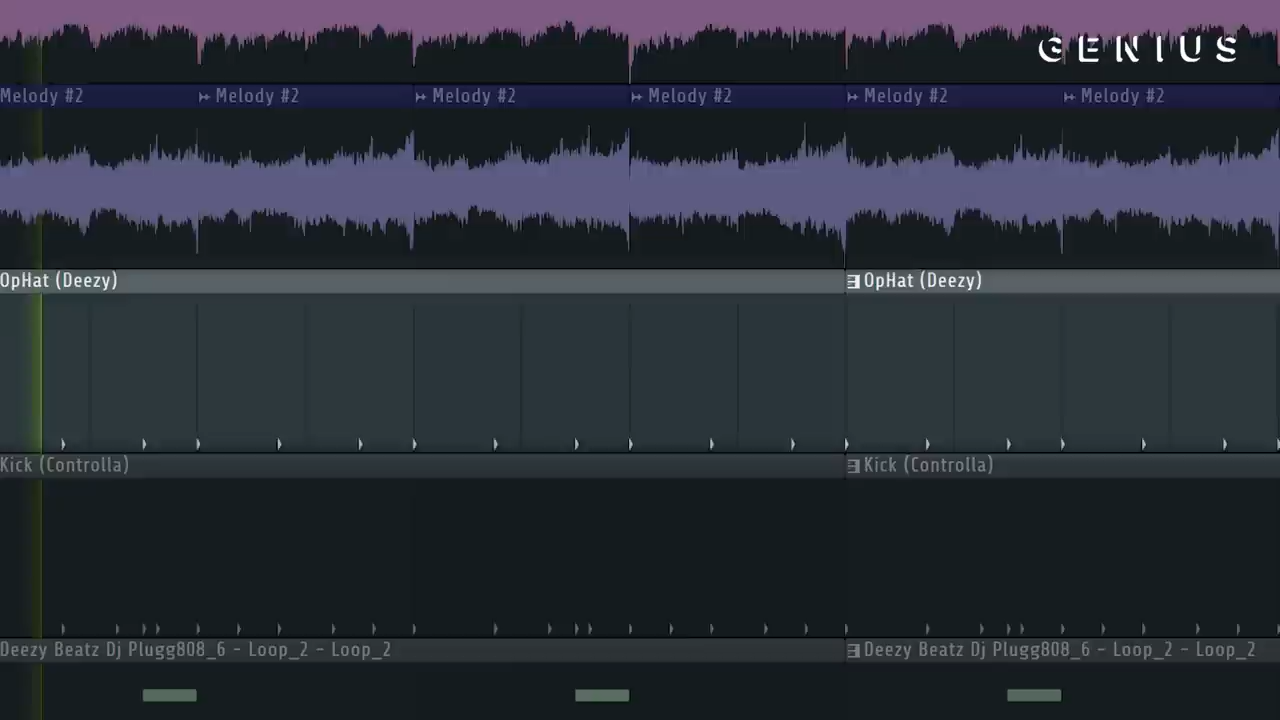 GENIUS
Melody #2 Melody #2 Melody #2 Melody #2 Melody #2 Melody #2
OpHat (Deezy) OpHat (Deezy)
Kick (Controlla) Kick (Controlla)
Deezy Beatz Dj Plugg808_6 - Loop_2 - Loop_2 Deezy Beatz Dj Plugg808_6 - Loop_2 - Loop_2